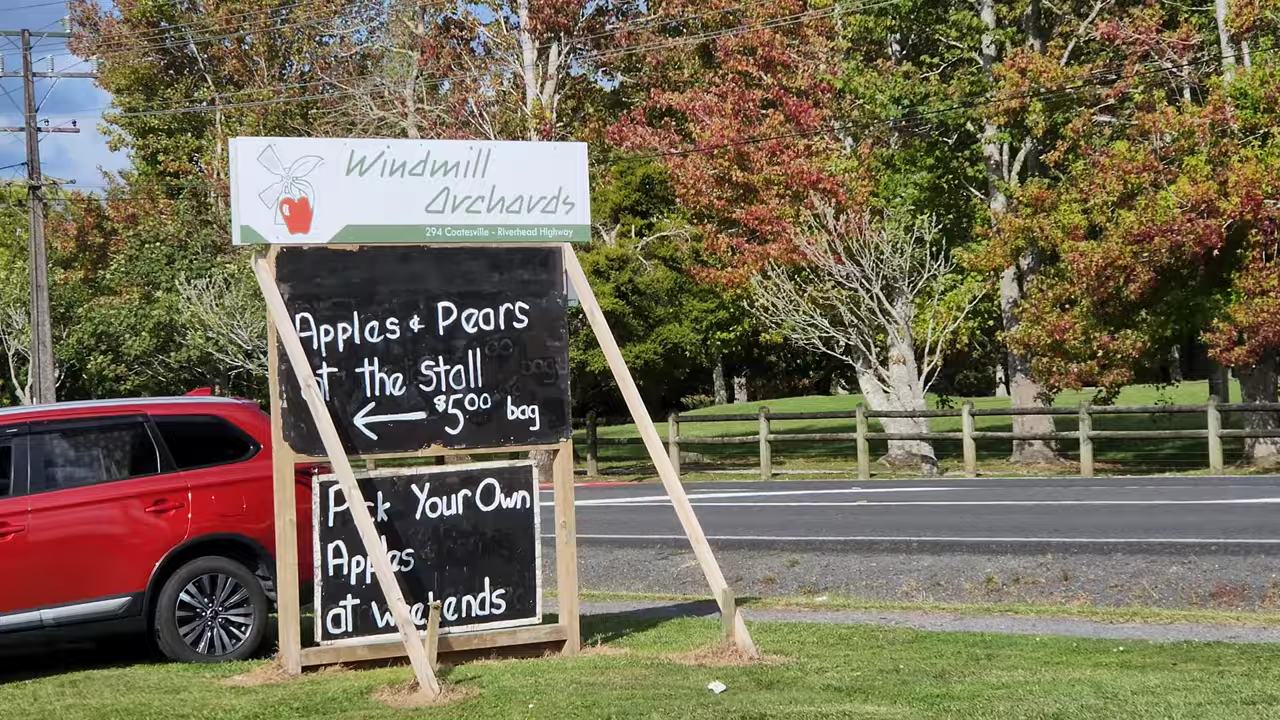 Windmill
Orchards
294 Coatesville - Riverhead Highway
Apples & Pears
at the Stall
$5.00 bag
Pick Your Own
Apples
at weekends